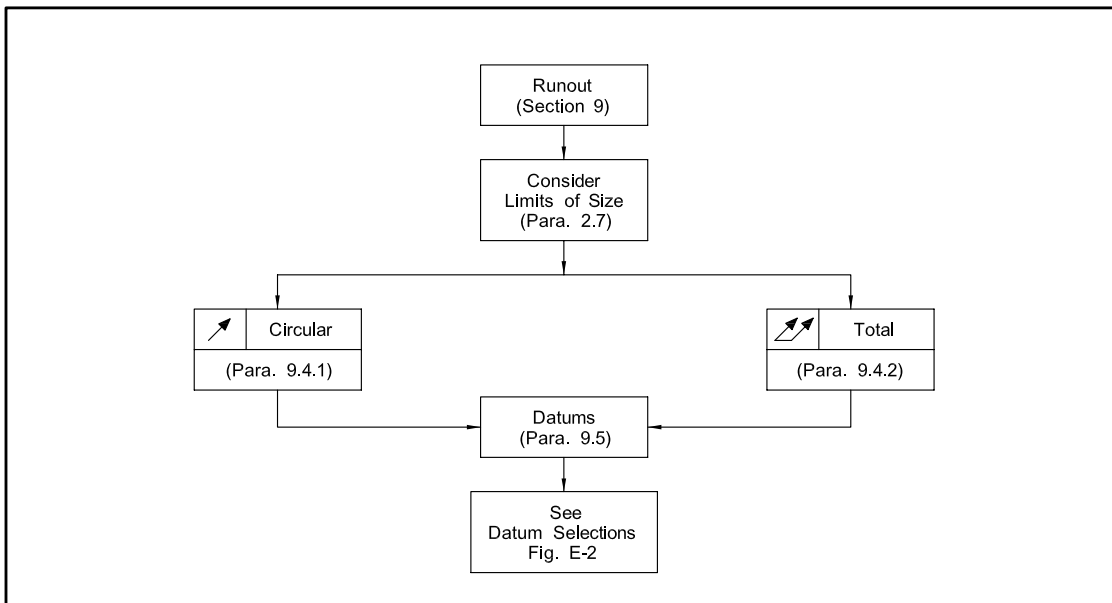 Runout
(Section 9)
Consider
Limits of Size
(Para. 2.7)
Circular
(Para. 9.4.1)
Total
(Para. 9.4.2)
Datums
(Para. 9.5)
See
Datum Selections
Fig. E-2